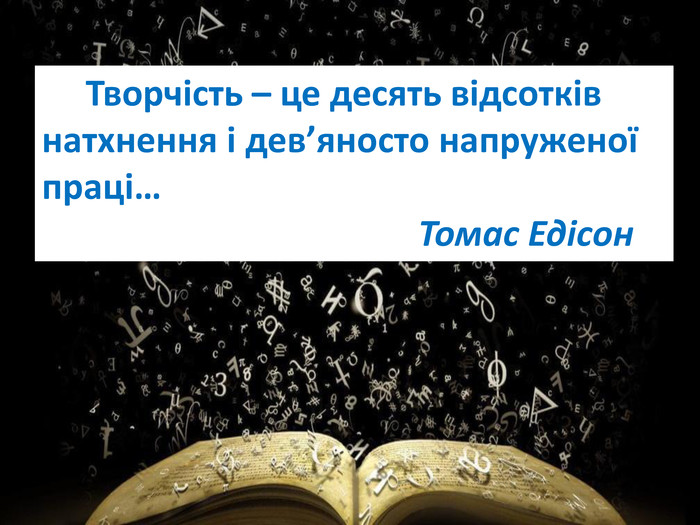 Творчість – це десять відсотків
натхнення і дев’яносто напруженої
праці…
Томас Едісон